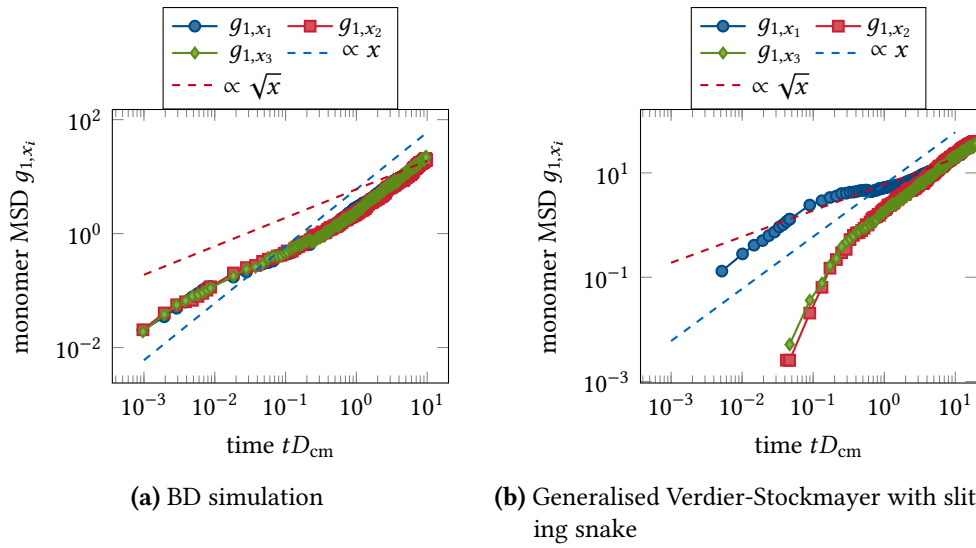 g1,x1 g1,x2
g1,x3 ∝ x
∝ √x
10^2
10^0
10^−2
monomer MSD g1,xi
10^−3 10^−2 10^−1 10^0 10^1
time tDcm
(a) BD simulation
g1,x1 g1,x2
g1,x3 ∝ x
∝ √x
10^1
10^−1
10^−3
monomer MSD g1,xi
10^−3 10^−2 10^−1 10^0 10^1
time tDcm
(b) Generalised Verdier-Stockmayer with slit
ing snake